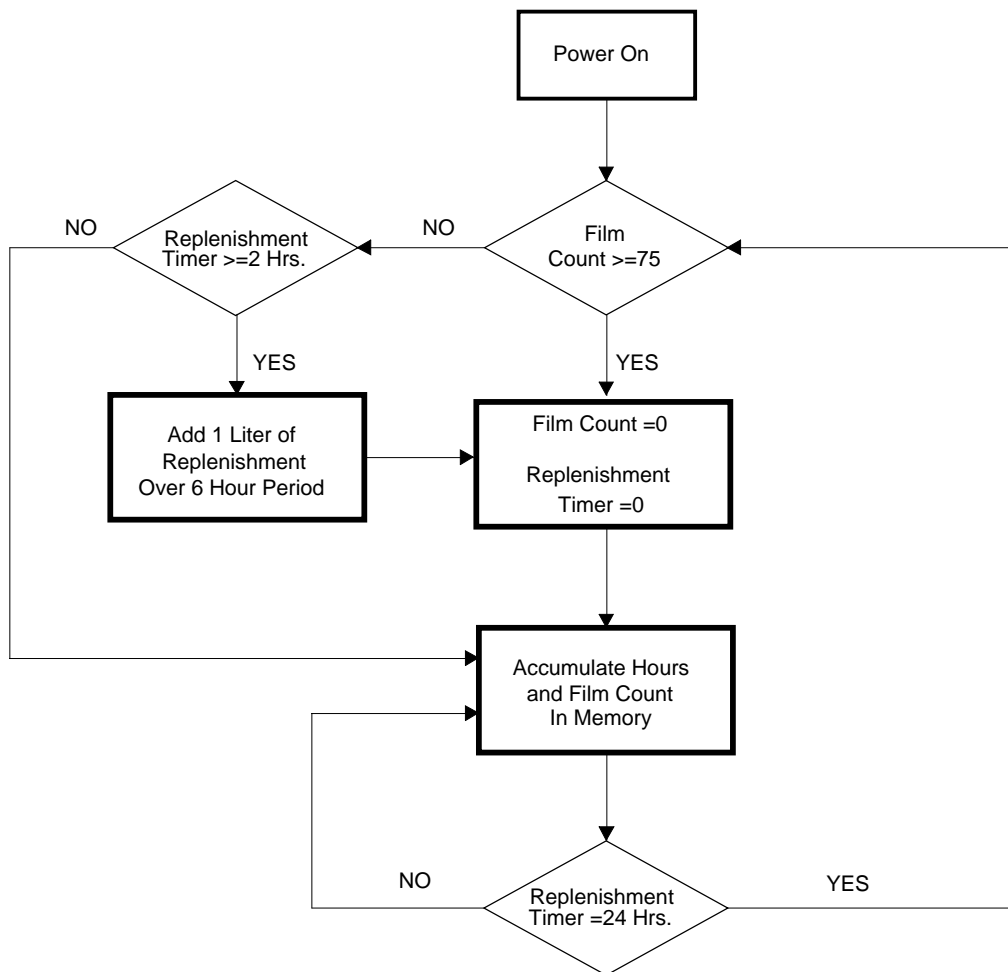 Power On
NO
Replenishment
Timer >=2 Hrs.
NO
Film
Count >=75
YES
YES
Add 1 Liter of
Replenishment
Over 6 Hour Period
Film Count =0
Replenishment
Timer =0
Accumulate Hours
and Film Count
In Memory
NO
Replenishment
Timer =24 Hrs.
YES